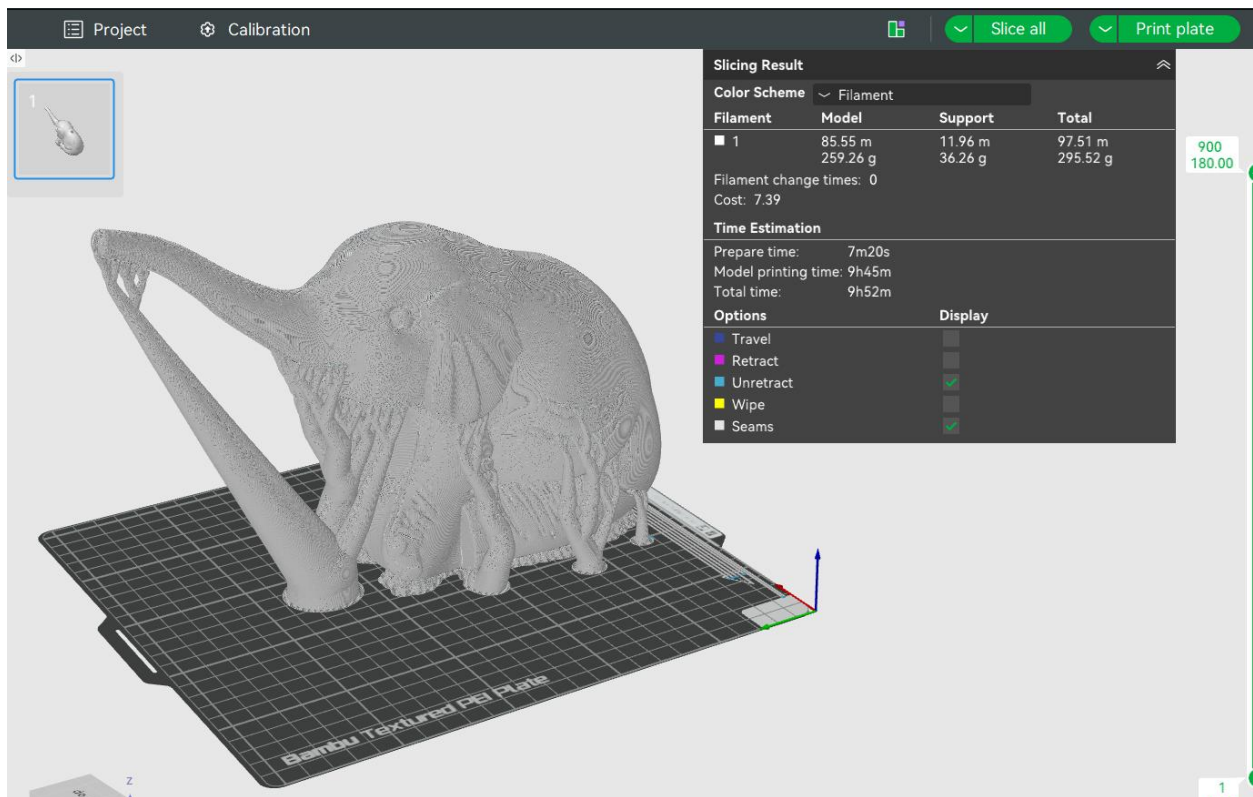 Project
Calibration
Slice all
Print plate
1
Slicing Result
Color Scheme Filament
Filament Model Support Total
1 85.55 m 11.96 m 97.51 m
259.26 g 36.26 g 295.52 g
Filament change times: 0
Cost: 7.39
Time Estimation
Prepare time: 7m20s
Model printing time: 9h45m
Total time: 9h52m
Options Display
Travel
Retract
Unretract
Wipe
Seams
900
180.00
Bambu Textured PEI Plate
Z
1